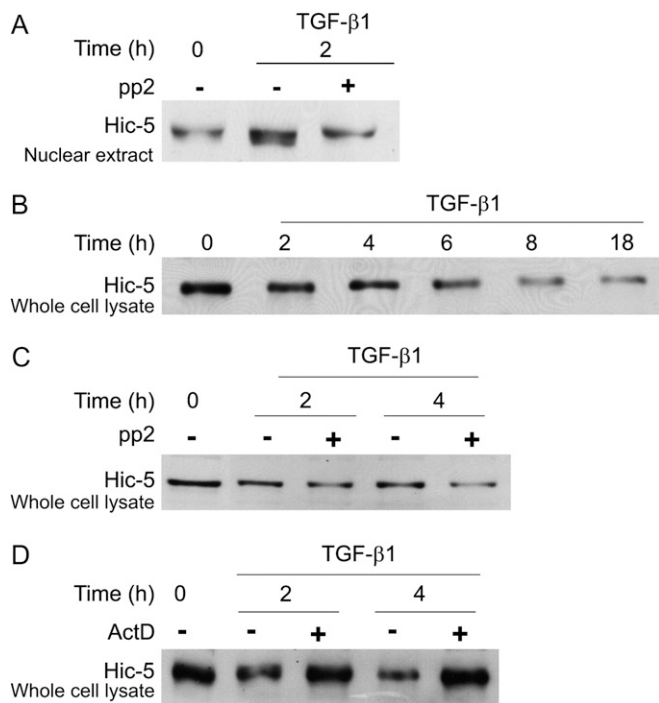 A
TGF-β1
Time (h) 0 2
pp2 - - +
Hic-5
Nuclear extract
B
TGF-β1
Time (h) 0 2 4 6 8 18
Hic-5
Whole cell lysate
C
TGF-β1
Time (h) 0 2 4
pp2 - - + - +
Hic-5
Whole cell lysate
D
TGF-β1
Time (h) 0 2 4
ActD - - + - +
Hic-5
Whole cell lysate